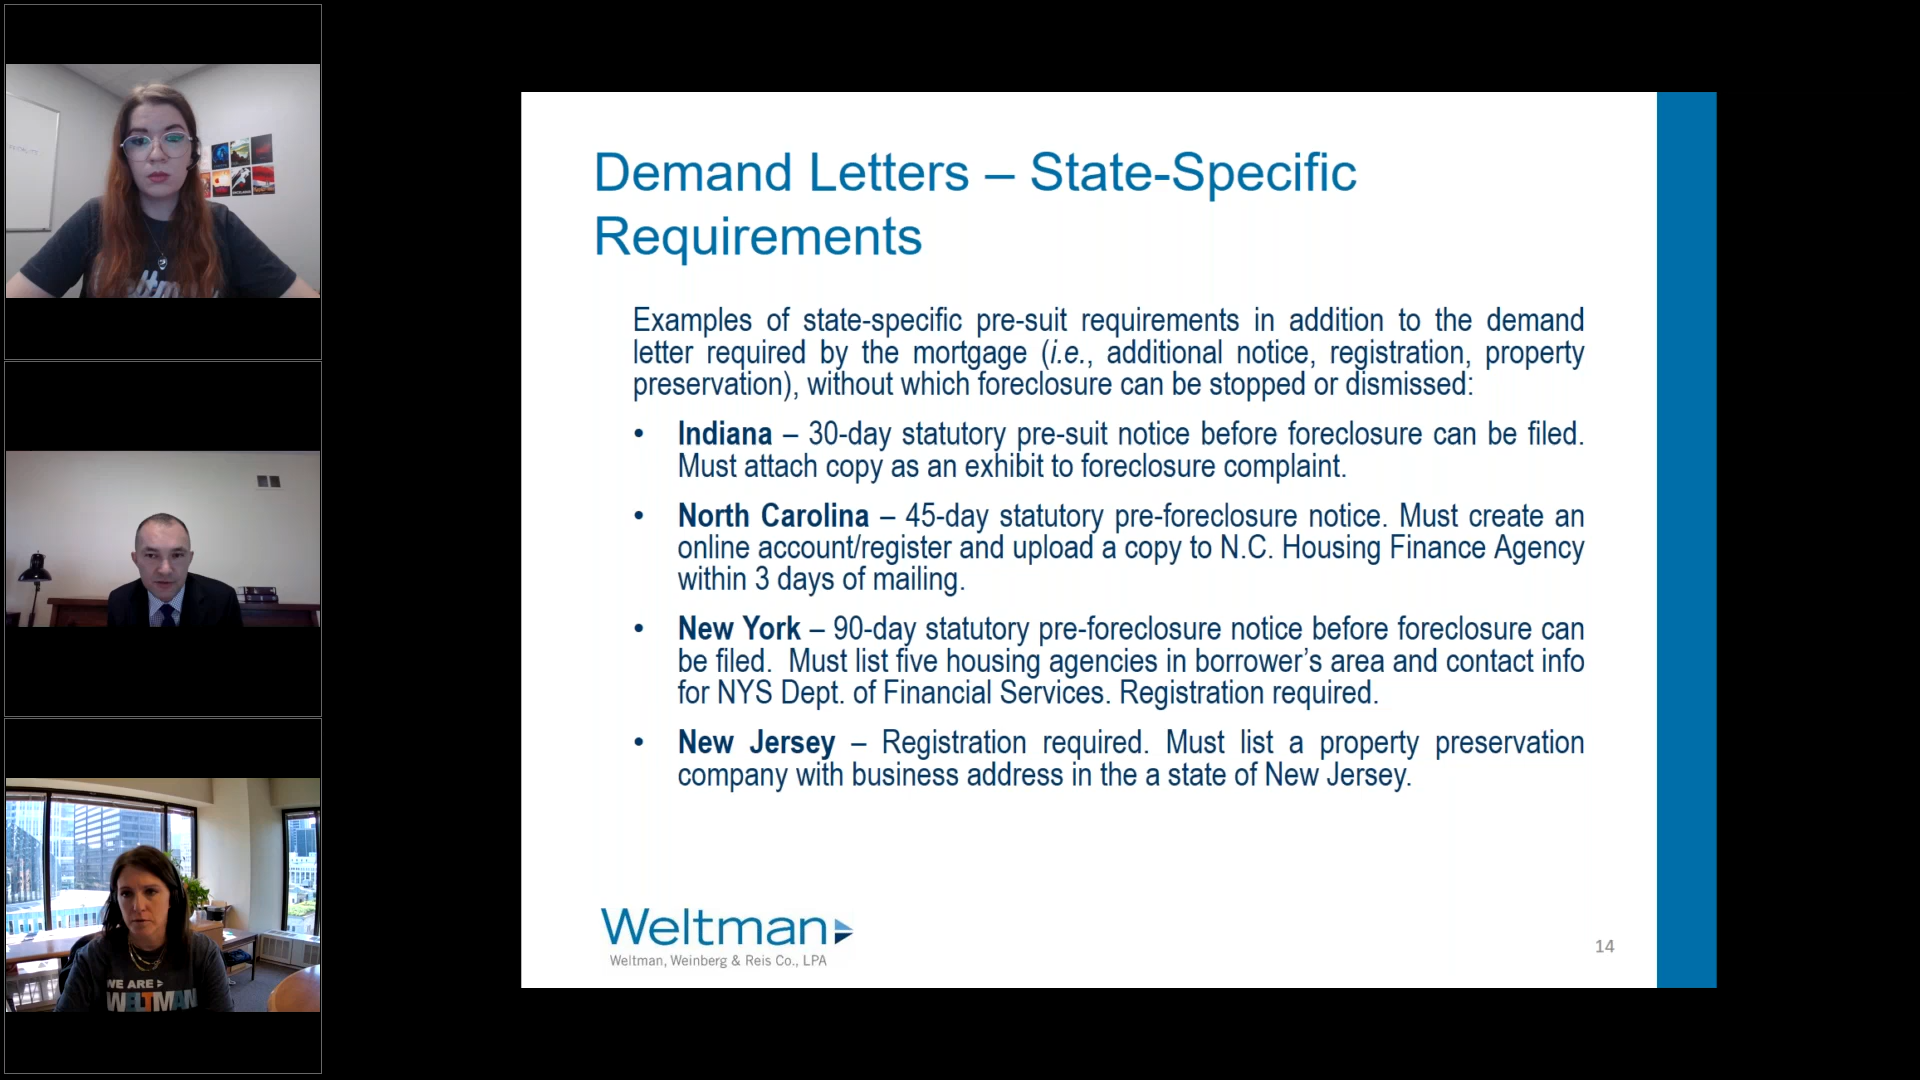 Demand Letters – State-Specific
Requirements
Examples of state-specific pre-suit requirements in addition to the demand
letter required by the mortgage (i.e., additional notice, registration, property
preservation), without which foreclosure can be stopped or dismissed:
• Indiana – 30-day statutory pre-suit notice before foreclosure can be filed.
Must attach copy as an exhibit to foreclosure complaint.
• North Carolina – 45-day statutory pre-foreclosure notice. Must create an
online account/register and upload a copy to N.C. Housing Finance Agency
within 3 days of mailing.
• New York – 90-day statutory pre-foreclosure notice before foreclosure can
be filed.  Must list five housing agencies in borrower’s area and contact info
for NYS Dept. of Financial Services. Registration required.
• New Jersey – Registration required. Must list a property preservation
company with business address in the a state of New Jersey.
Weltman
Weltman, Weinberg & Reis Co., LPA
14
WE ARE
WELTMAN